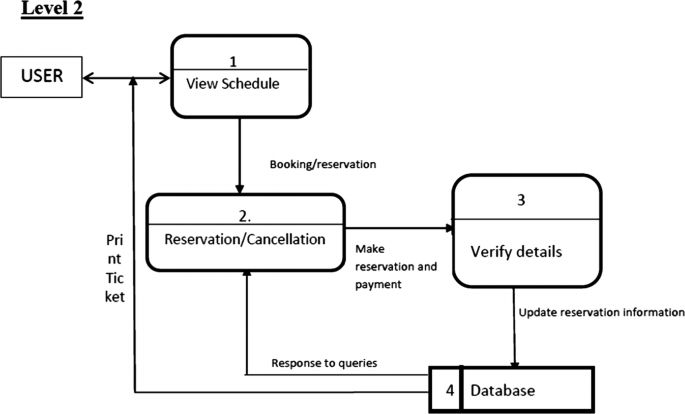 Level 2
USER
1
View Schedule
Booking/reservation
2.
Reservation/Cancellation
3
Verify details
Make
reservation and
payment
Pri
nt
Tic
ket
Update reservation information
Response to queries
4
Database